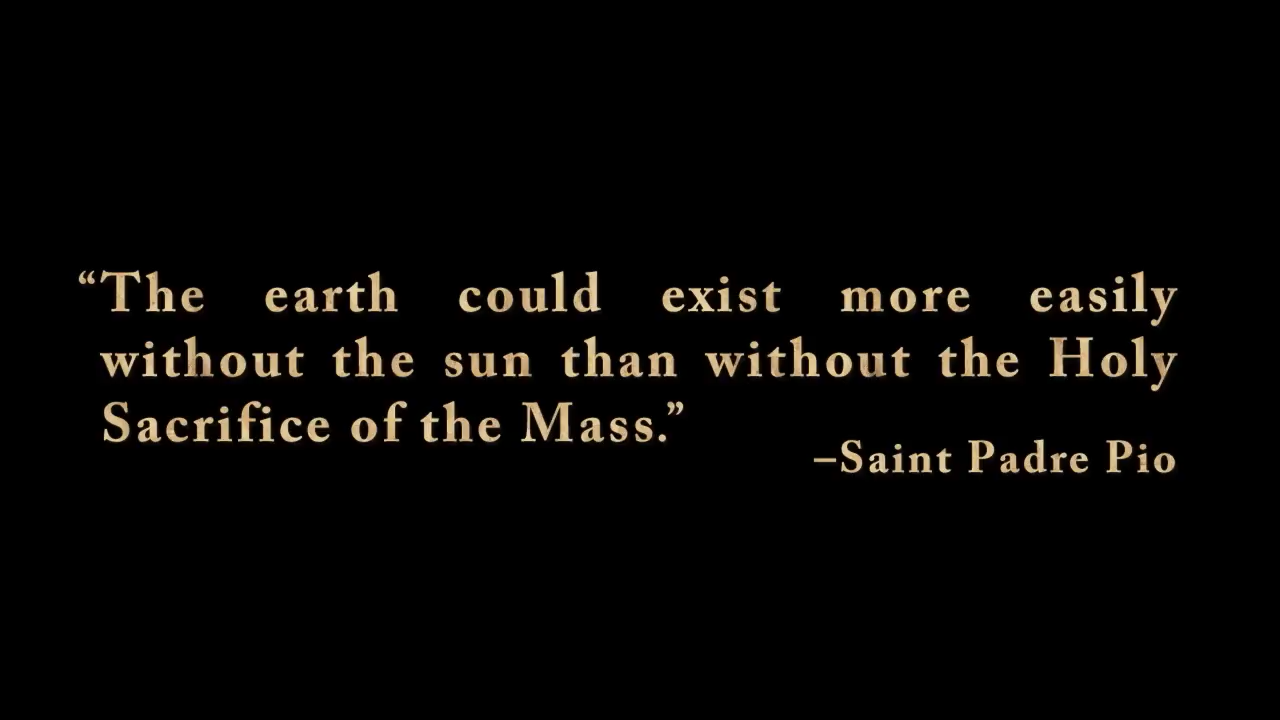 “The earth could exist more easily
without the sun than without the Holy
Sacrifice of the Mass.”
–Saint Padre Pio